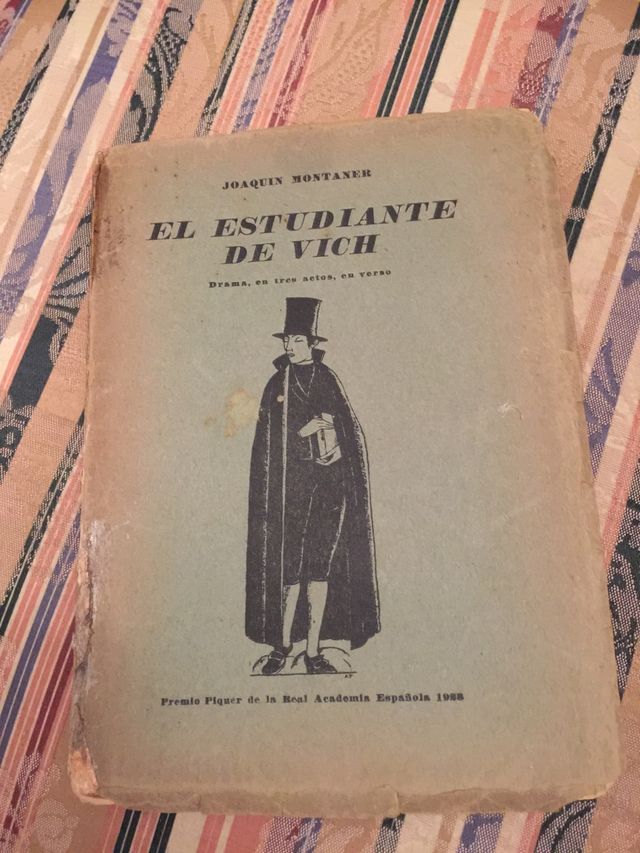 JOAQUIN MONTANER
EL ESTUDIANTE
DE VICH
Drama, en tres actos, en verso
Premio Piquer de la Real Academia Española 1928